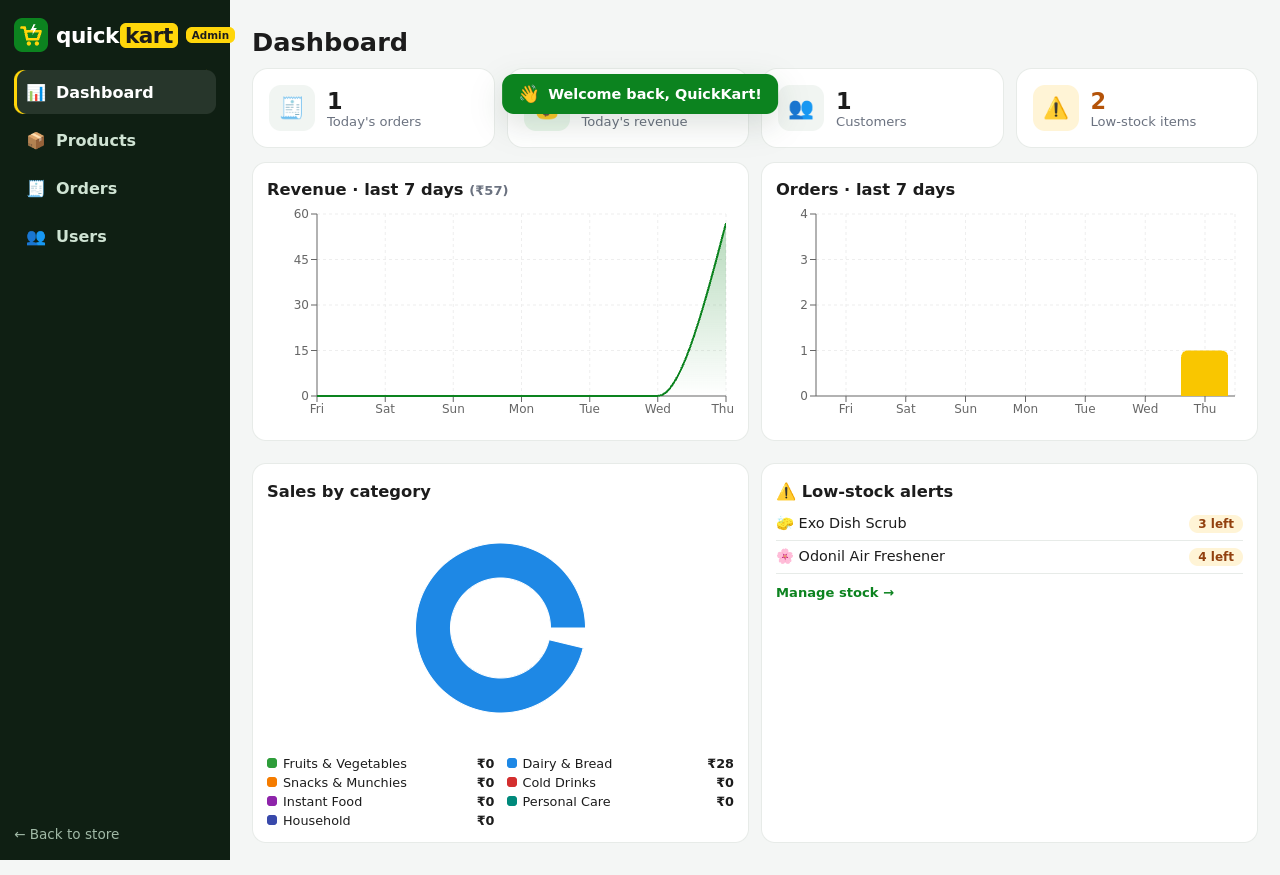 quickkart Admin
Dashboard
Products
Orders
Users
← Back to store
Dashboard
Welcome back, QuickKart!
1
Today's orders
Today's revenue
1
Customers
2
Low-stock items
Revenue · last 7 days (₹57)
60
45
30
15
0
Fri Sat Sun Mon Tue Wed Thu
Orders · last 7 days
4
3
2
1
0
Fri Sat Sun Mon Tue Wed Thu
Sales by category
Fruits & Vegetables ₹0 Dairy & Bread ₹28
Snacks & Munchies ₹0 Cold Drinks ₹0
Instant Food ₹0 Personal Care ₹0
Household ₹0
Low-stock alerts
Exo Dish Scrub 3 left
Odonil Air Freshener 4 left
Manage stock →